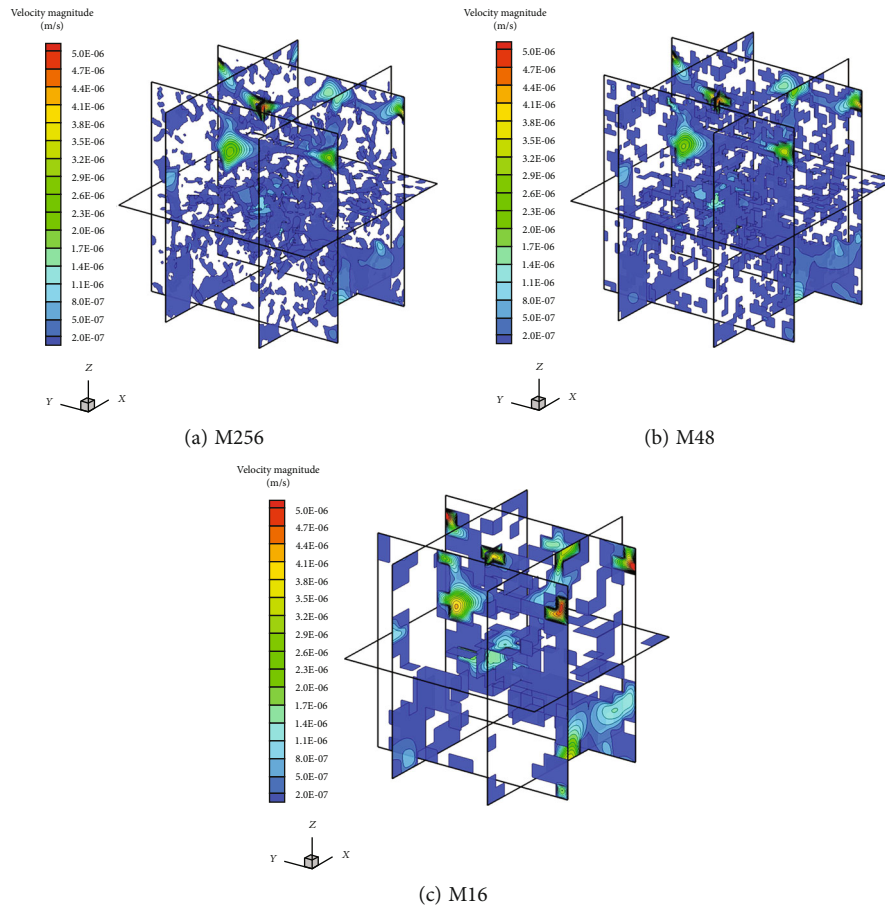 Velocity magnitude
(m/s)
5.0E-06
4.7E-06
4.4E-06
4.1E-06
3.8E-06
3.5E-06
3.2E-06
2.9E-06
2.6E-06
2.3E-06
2.0E-06
1.7E-06
1.4E-06
1.1E-06
8.0E-07
5.0E-07
2.0E-07
Z
Y
X
(a) M256
Velocity magnitude
(m/s)
5.0E-06
4.7E-06
4.4E-06
4.1E-06
3.8E-06
3.5E-06
3.2E-06
2.9E-06
2.6E-06
2.3E-06
2.0E-06
1.7E-06
1.4E-06
1.1E-06
8.0E-07
5.0E-07
2.0E-07
Z
Y
X
(b) M48
Velocity magnitude
(m/s)
5.0E-06
4.7E-06
4.4E-06
4.1E-06
3.8E-06
3.5E-06
3.2E-06
2.9E-06
2.6E-06
2.3E-06
2.0E-06
1.7E-06
1.4E-06
1.1E-06
8.0E-07
5.0E-07
2.0E-07
Z
Y
X
(c) M16